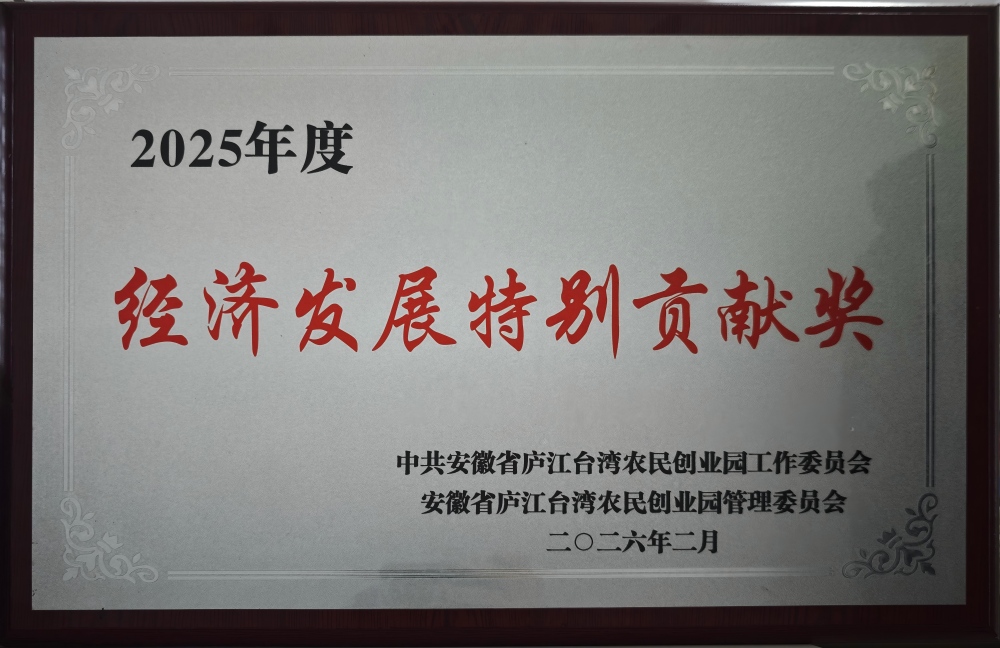 2025年度
经济发展特别贡献奖
中共安徽省庐江台湾农民创业园工作委员会
安徽省庐江台湾农民创业园管理委员会
二〇二六年二月